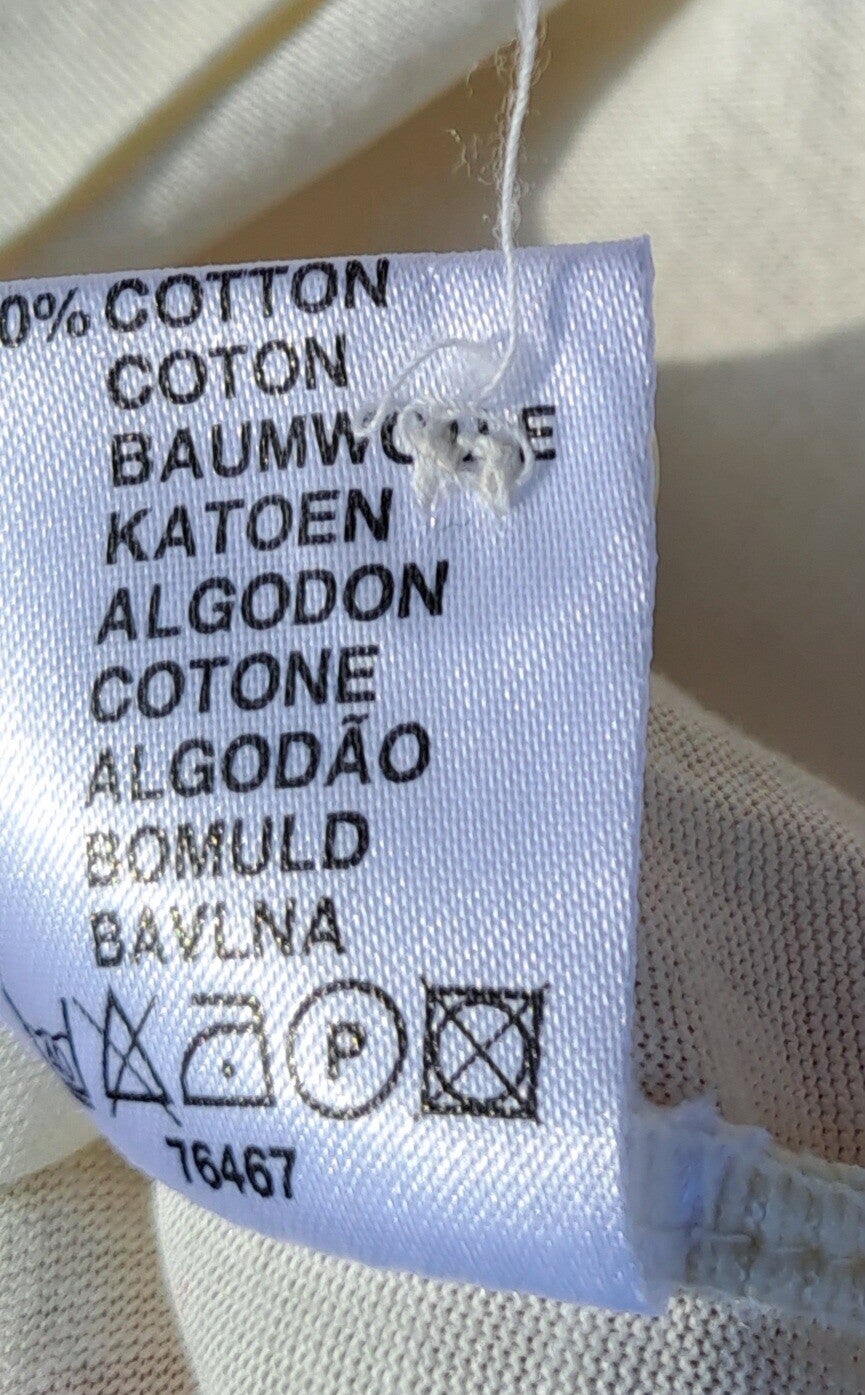 0% COTTON
COTON
KATOEN
ALGODON
COTONE
ALGODÃO
BOMULD
BAVLNA
P
76467